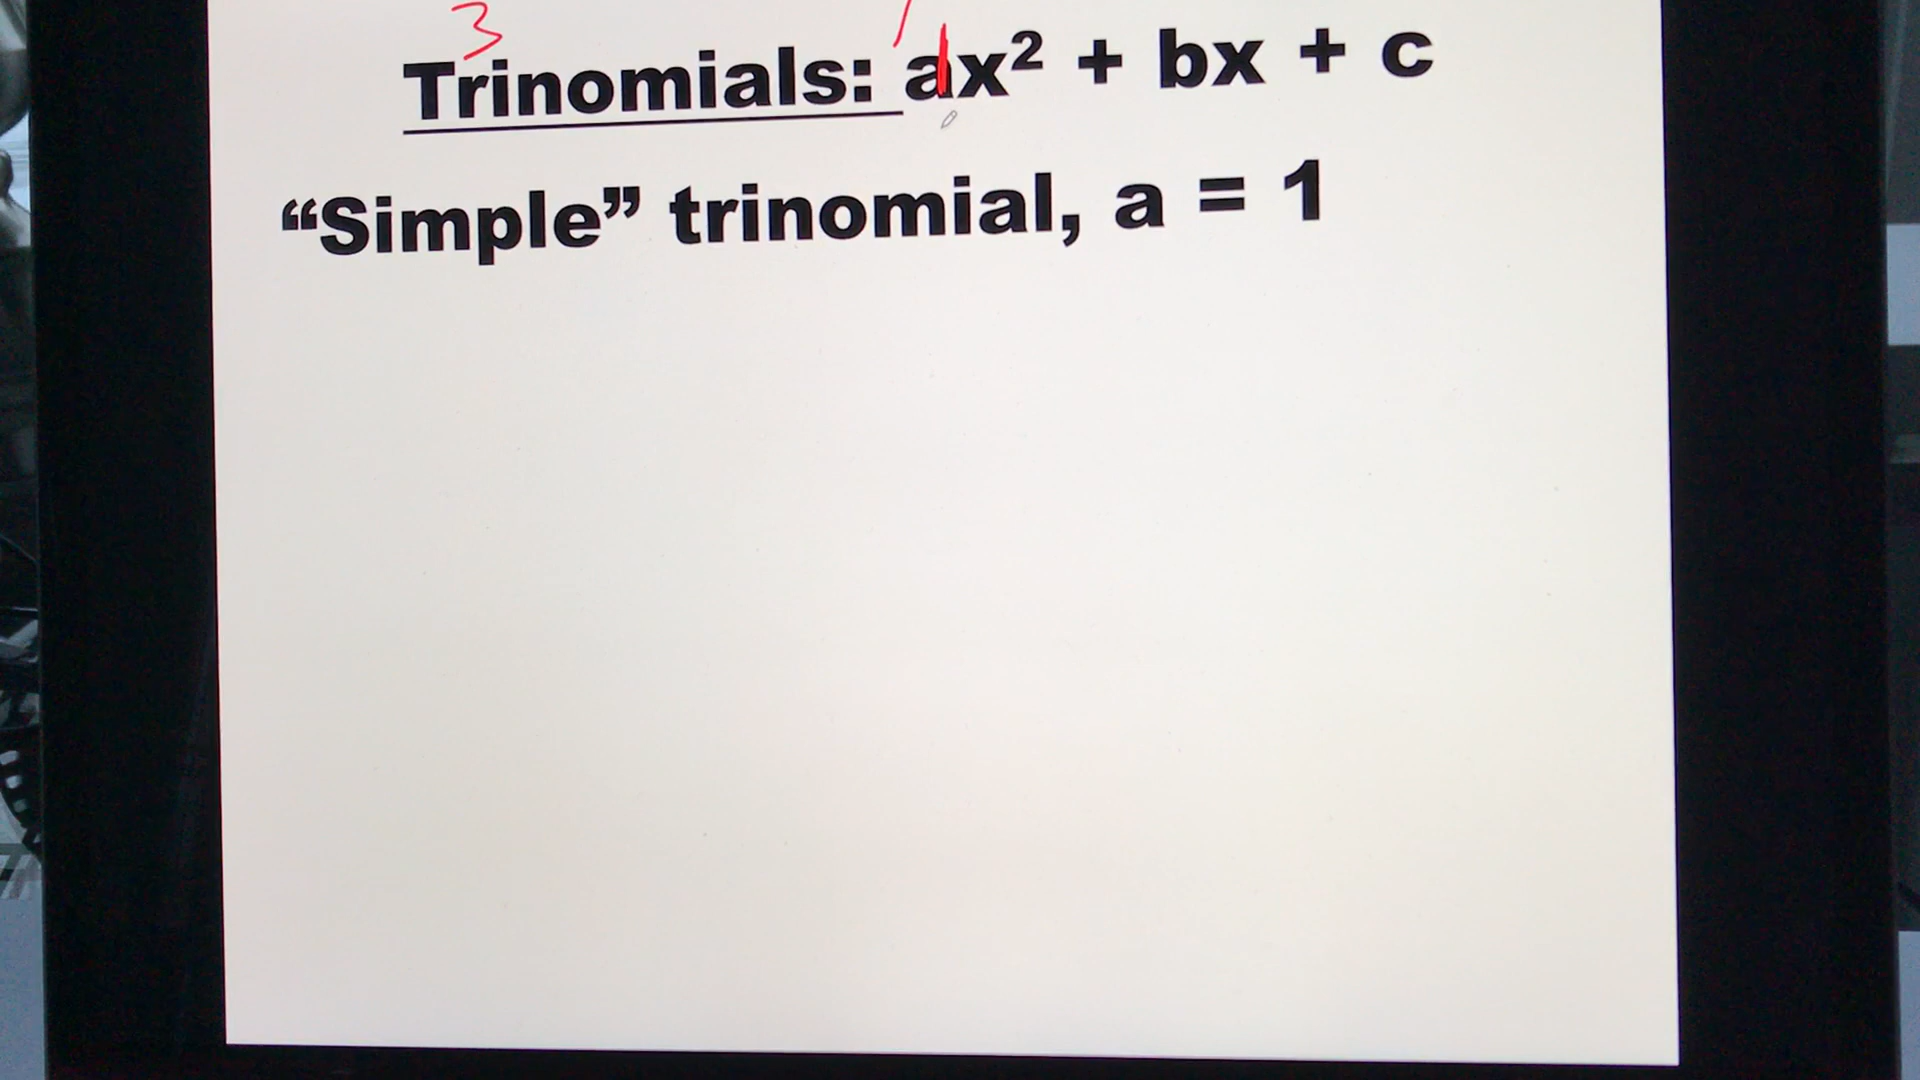 3
Trinomials: ax² + bx + c
“Simple” trinomial, a = 1